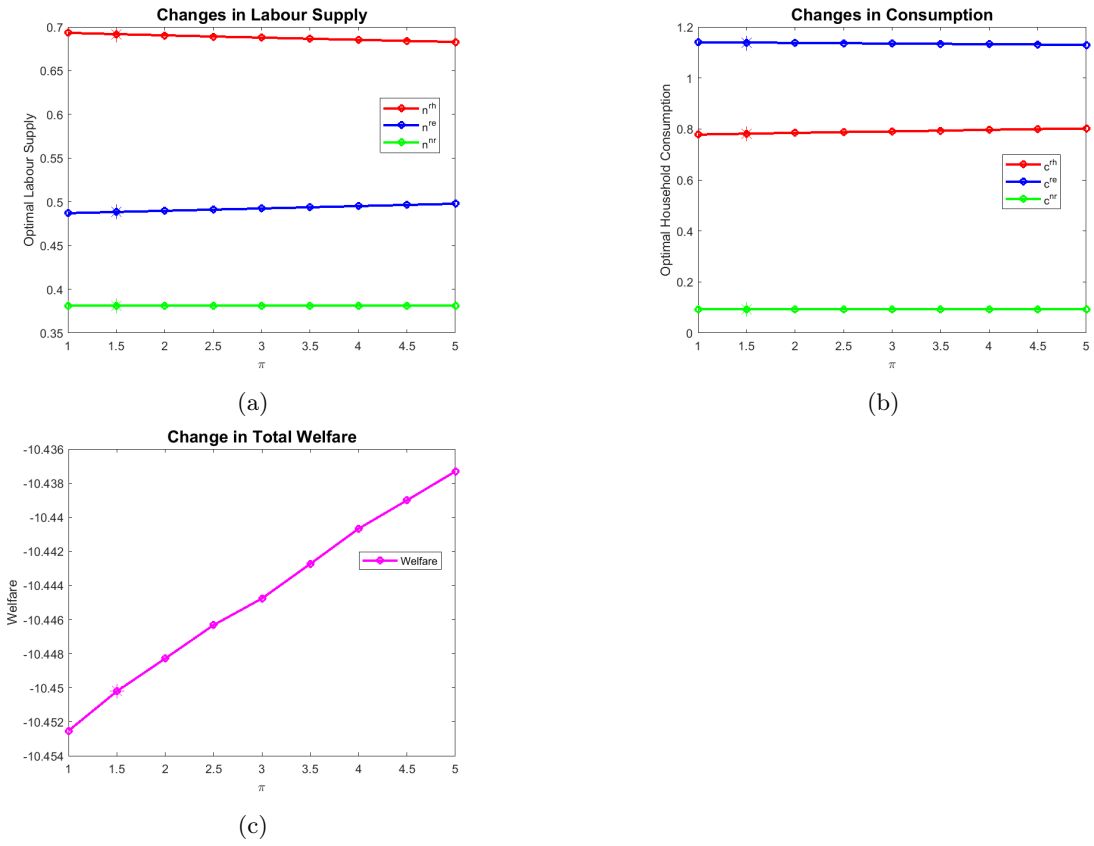 Changes in Labour Supply
0.7
0.65
0.6
0.55
0.5
0.45
0.4
0.35
Optimal Labour Supply
n^rh
n^re
n^nr
1 1.5 2 2.5 3 3.5 4 4.5 5
π
(a)
Changes in Consumption
1.2
1
0.8
0.6
0.4
0.2
0
Optimal Household Consumption
c^rh
c^re
c^nr
1 1.5 2 2.5 3 3.5 4 4.5 5
π
(b)
Change in Total Welfare
-10.436
-10.438
-10.44
-10.442
-10.444
-10.446
-10.448
-10.45
-10.452
-10.454
Welfare
Welfare
1 1.5 2 2.5 3 3.5 4 4.5 5
π
(c)